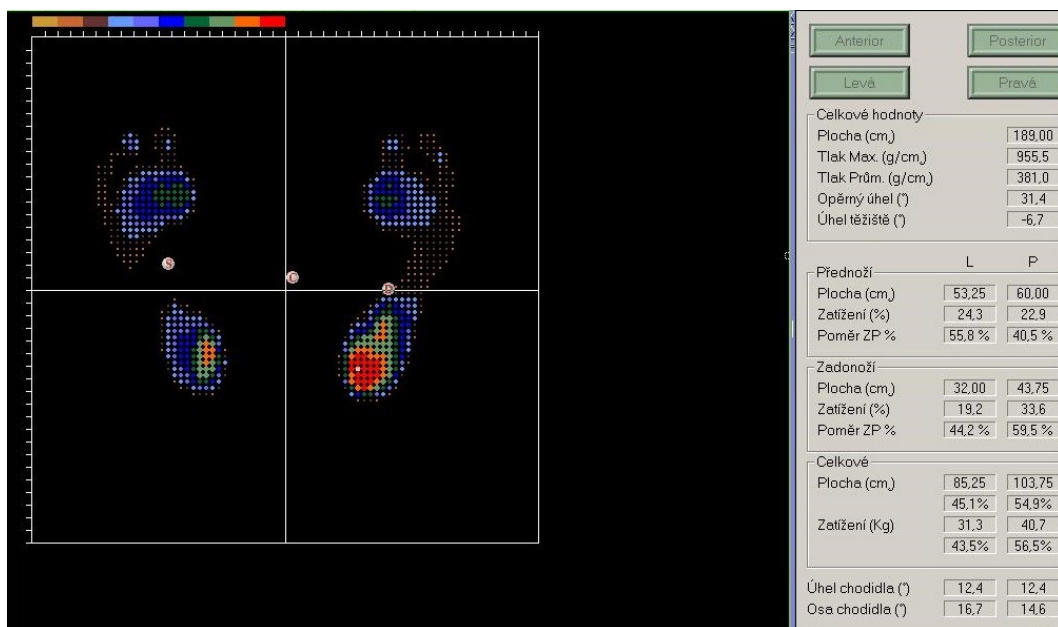 Anterior Posterior
Levá Pravá
Celkové hodnoty
Plocha (cm,) 189,00
Tlak Max. (g/cm,) 955,5
Tlak Prům. (g/cm,) 381,0
Opěrný úhel (°) 31,4
Úhel těžiště (°) -6,7
L P
Přednoží
Plocha (cm,) 53,25 60,00
Zatížení (%) 24,3 22,9
Poměr ZP % 55,8 % 40,5 %
Zadonoží
Plocha (cm,) 32,00 43,75
Zatížení (%) 19,2 33,6
Poměr ZP % 44,2 % 59,5 %
Celkové
Plocha (cm,) 85,25 103,75
45,1% 54,9%
Zatížení (Kg) 31,3 40,7
43,5% 56,5%
Úhel chodidla (°) 12,4 12,4
Osa chodidla (°) 16,7 14,6
S
C